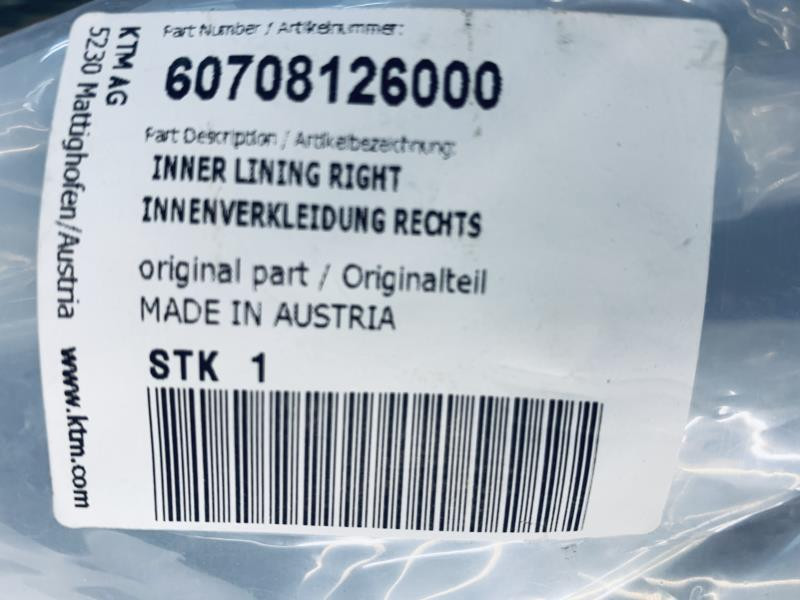 Part Number / Artikelnummer:
60708126000
Part Description / Artikelbezeichnung:
INNER LINING RIGHT
INNENVERKLEIDUNG RECHTS
original part / Originalteil
MADE IN AUSTRIA
STK 1
KTM AG
5230 Mattighofen/Austria www.ktm.com